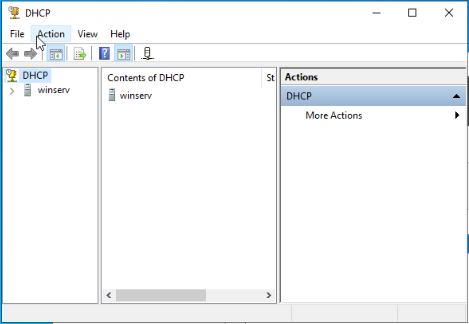 DHCP
File Action View Help
DHCP
winserv
Contents of DHCP St
winserv
Actions
DHCP
More Actions